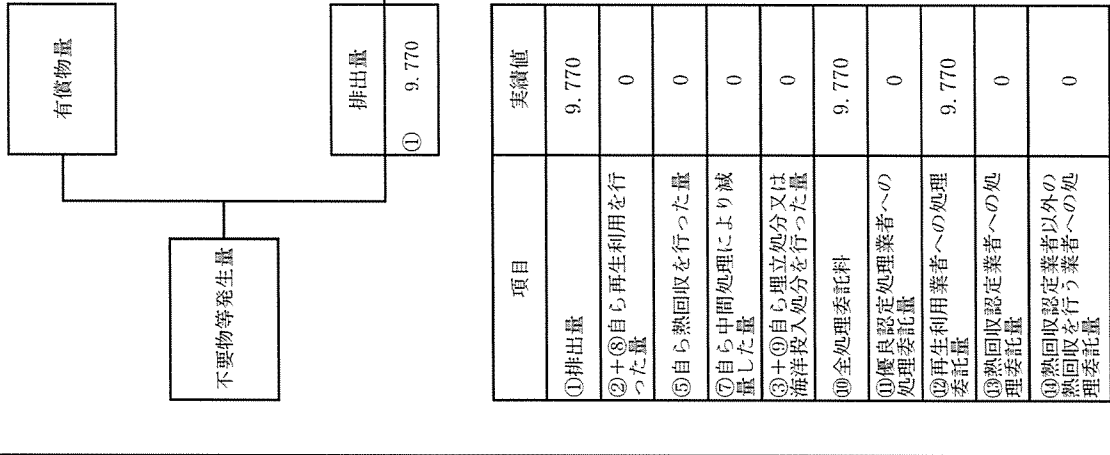 有償物量
不要物等発生量
排出量
① 9.770
項目 実績値
①排出量 9.770
②+⑧自ら再生利用を行
った量 0
⑤自ら熱回収を行った量 0
⑦自ら中間処理により減
量した量 0
③+⑨自ら埋立処分又は
海洋投入処分を行った量 0
⑩全処理委託料 9.770
⑪優良認定処理業者への
処理委託量 0
⑫再生利用業者への処理
委託量 9.770
⑬熱回収認定業者への処
理委託量 0
⑭熱回収認定業者以外の
熱回収を行う業者への処
理委託量 0